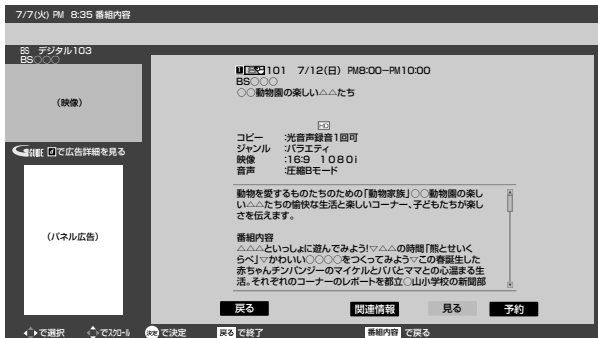 7/7(火) PM 8:35 番組内容
BS デジタル103
BS○○○
(映像)
で広告詳細を見る
(パネル広告)
101 7/12(日) PM8:00-PM10:00
BS○○○
○○動物園の楽しい△△たち
コピー :光音声録音1回可
ジャンル :バラエティ
映像 :16:9 1080i
音声 :圧縮Bモード
動物を愛するものたちのための「動物家族」○○動物園の楽し
い△△たちの愉快な生活と楽しいコーナー、子どもたちが楽し
さを伝えます。
番組内容
△△△といっしょに遊んでみよう!▽△△の時間「熊とせいく
らべ」▽かわいい○○○○をつくってみよう▽この春誕生した
赤ちゃんチンパンジーのマイケルとパパとママとの心温まる生
活。それぞれのコーナーのレポートを都立○山小学校の新聞部
戻る 関連情報 見る 予約
で選択 でスクロール 決定 で決定 戻る で終了 番組内容 で戻る